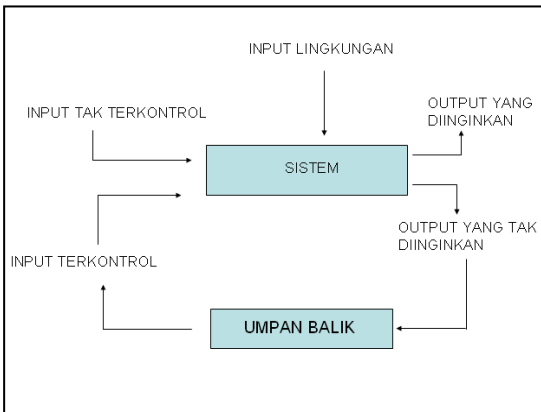 INPUT LINGKUNGAN
INPUT TAK TERKONTROL
OUTPUT YANG
DIINGINKAN
SISTEM
OUTPUT YANG TAK
DIINGINKAN
INPUT TERKONTROL
UMPAN BALIK